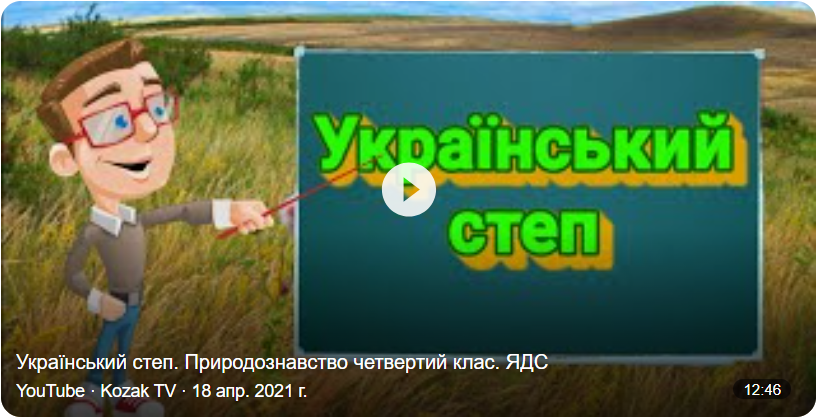 Український
степ
Український степ. Природознавство четвертий клас. ЯДС
YouTube · Kozak TV · 18 апр. 2021 г.
12:46